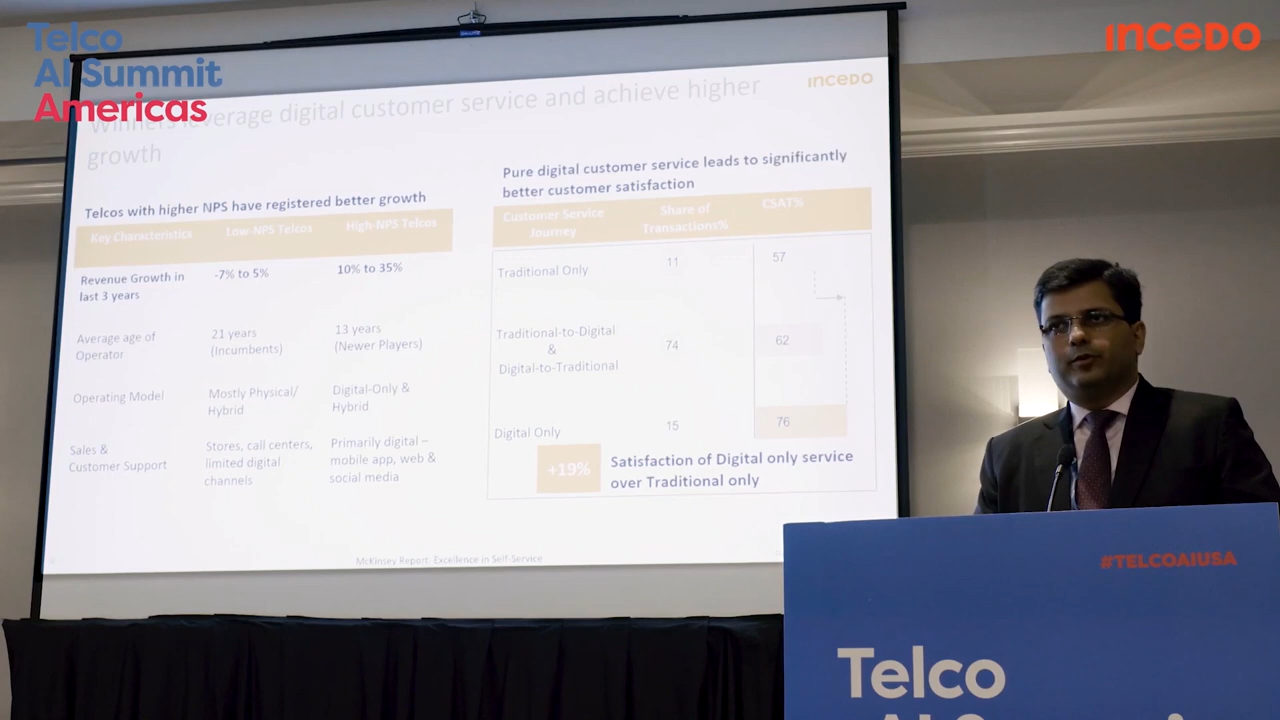 Telco
AI Summit
Americas
INCEDO
Winners leverage digital customer service and achieve higher
growth
INCEDO
Telcos with higher NPS have registered better growth
Key Characteristics
Low-NPS Telcos
High-NPS Telcos
Revenue Growth in
last 3 years
-7% to 5%
10% to 35%
Average age of
Operator
21 years
(Incumbents)
13 years
(Newer Players)
Operating Model
Mostly Physical/
Hybrid
Digital-Only &
Hybrid
Sales &
Customer Support
Stores, call centers,
limited digital
channels
Primarily digital –
mobile app, web &
social media
Pure digital customer service leads to significantly
better customer satisfaction
Customer Service
Journey
Share of
Transactions%
CSAT%
Traditional Only
11
57
Traditional-to-Digital
&
Digital-to-Traditional
74
62
Digital Only
15
76
+19%
Satisfaction of Digital only service
over Traditional only
McKinsey Report: Excellence in Self-Service
#TELCOAIUSA
Telco